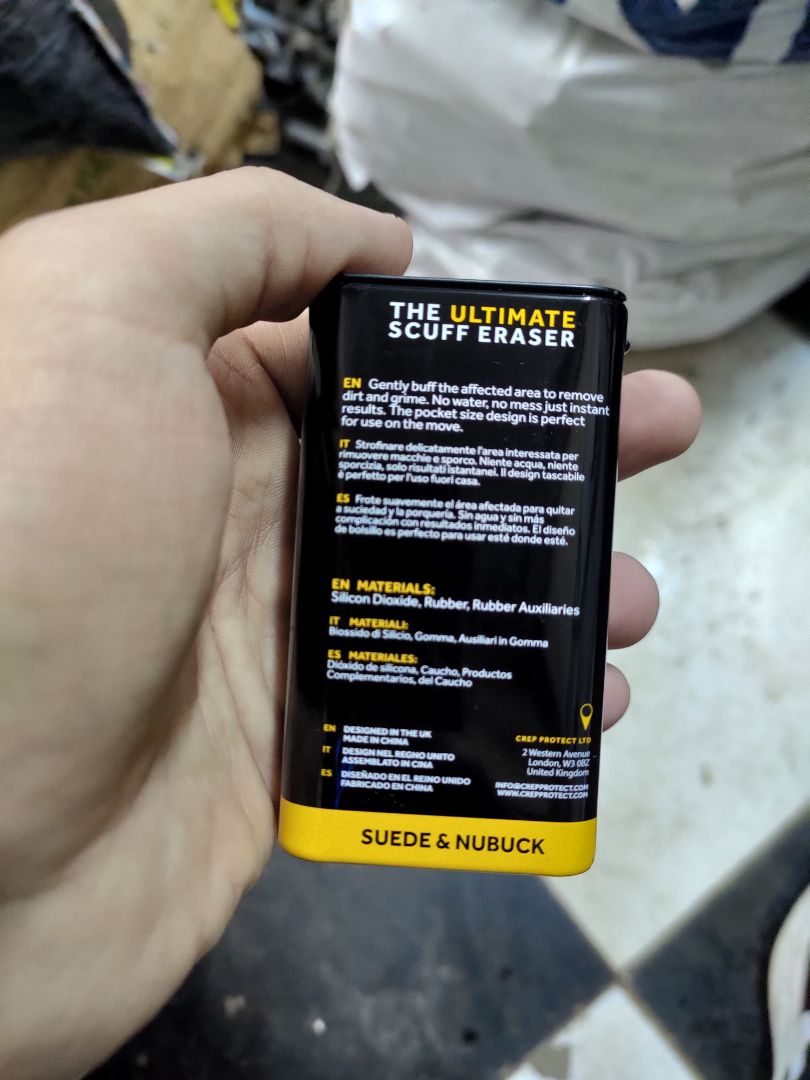 THE ULTIMATE
SCUFF ERASER
EN Gently buff the affected area to remove
dirt and grime. No water, no mess just instant
results. The pocket size design is perfect
for use on the move.
IT Strofinare delicatamente l'area interessata per
rimuovere macchie e sporco. Niente acqua, niente
sporcizia, solo risultati istantanei. Il design tascabile
è perfetto per l'uso fuori casa.
ES Frote suavemente el área afectada para quitar
a suciedad y la porquería. Sin agua y sin más
complicación con resultados inmediatos. El diseño
de bolsillo es perfecto para usar esté donde esté.
EN MATERIALS:
Silicon Dioxide, Rubber, Rubber Auxiliaries
IT MATERIALI:
Biossido di Silicio, Gomma, Ausiliari in Gomma
ES MATERIALES:
Dióxido de silicona, Caucho, Productos
Complementarios, del Caucho
EN DESIGNED IN THE UK
MADE IN CHINA
IT DESIGN NEL REGNO UNITO
ASSEMBLATO IN CINA
ES DISEÑADO EN EL REINO UNIDO
FABRICADO EN CHINA
CREP PROTECT LTD
2 Western Avenue
London, W3 0BZ
United Kingdom
INFO@CREPPROTECT.COM
WWW.CREPPROTECT.COM
SUEDE & NUBUCK